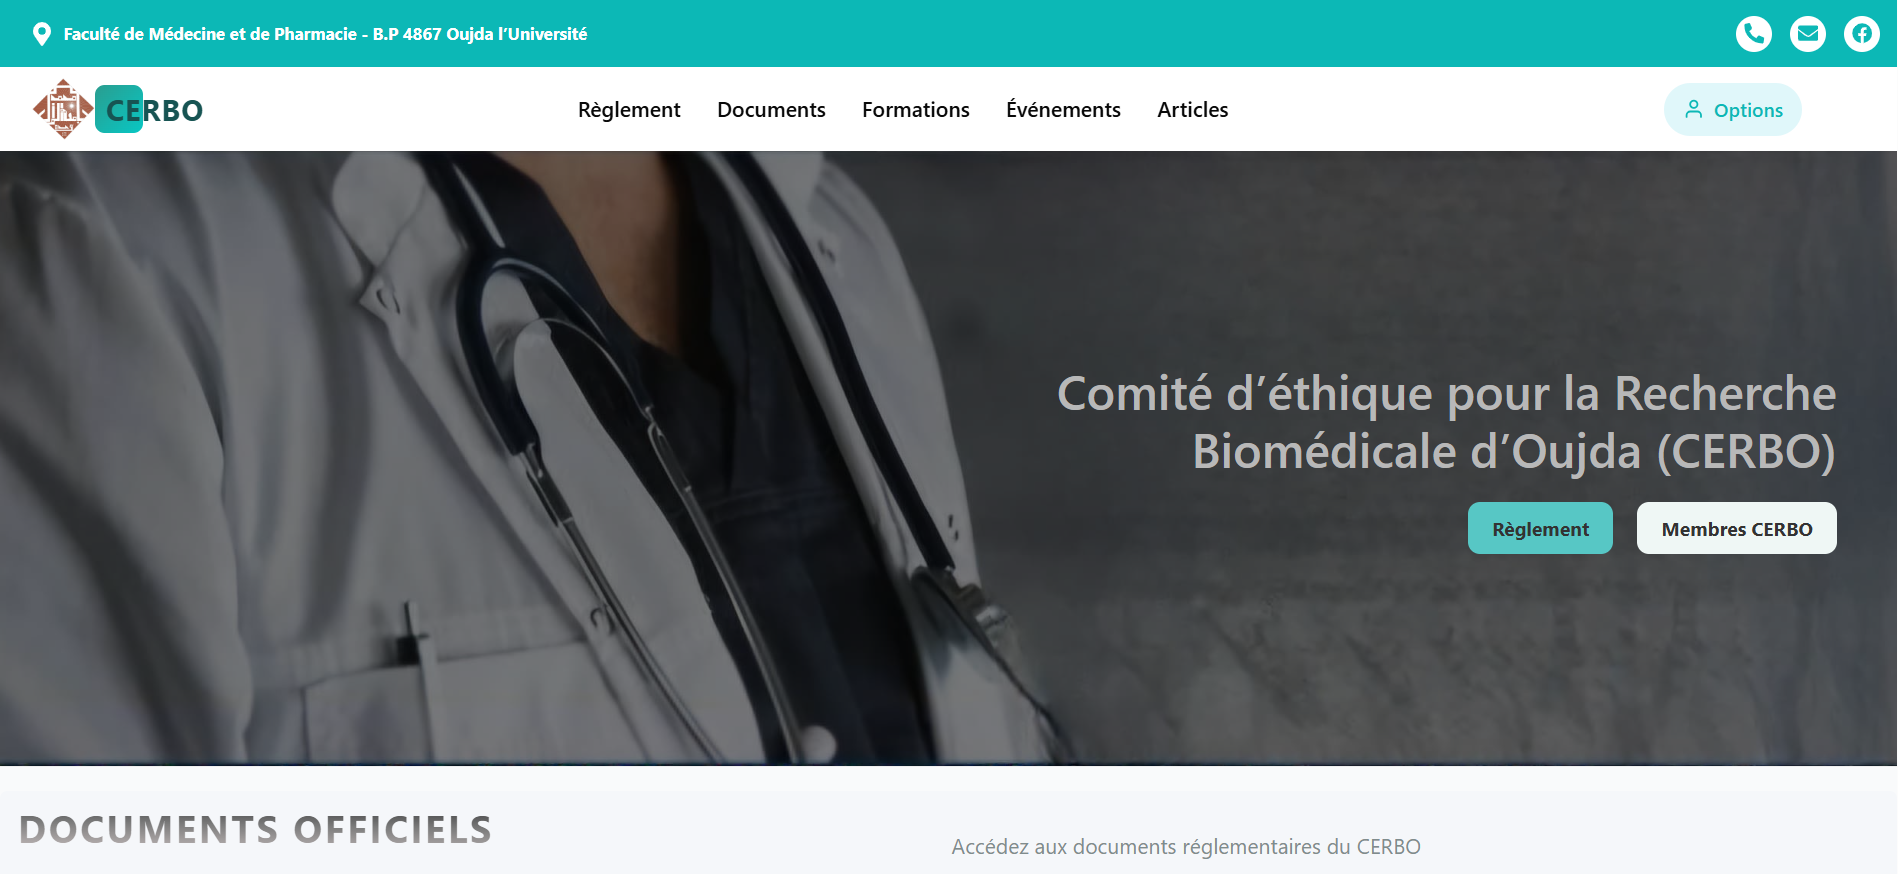 Faculté de Médecine et de Pharmacie - B.P 4867 Oujda l’Université
CERBO
Règlement
Documents
Formations
Événements
Articles
Options
Comité d’éthique pour la Recherche
Biomédicale d’Oujda (CERBO)
Règlement
Membres CERBO
DOCUMENTS OFFICIELS
Accédez aux documents réglementaires du CERBO